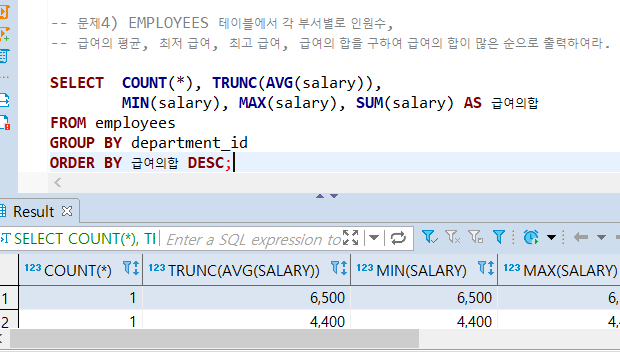 -- 문제4) EMPLOYEES 테이블에서 각 부서별로 인원수,
-- 급여의 평균, 최저 급여, 최고 급여, 급여의 합을 구하여 급여의 합이 많은 순으로 출력하여라.
SELECT COUNT(*), TRUNC(AVG(salary)),
MIN(salary), MAX(salary), SUM(salary) AS 급여의합
FROM employees
GROUP BY department_id
ORDER BY 급여의합 DESC;
Result
SELECT COUNT(*), TI Enter a SQL expression to
123 COUNT(*) 123 TRUNC(AVG(SALARY)) 123 MIN(SALARY) 123 MAX(SALARY)
1 1 6,500 6,500 6,
2 1 4,400 4,400 4,